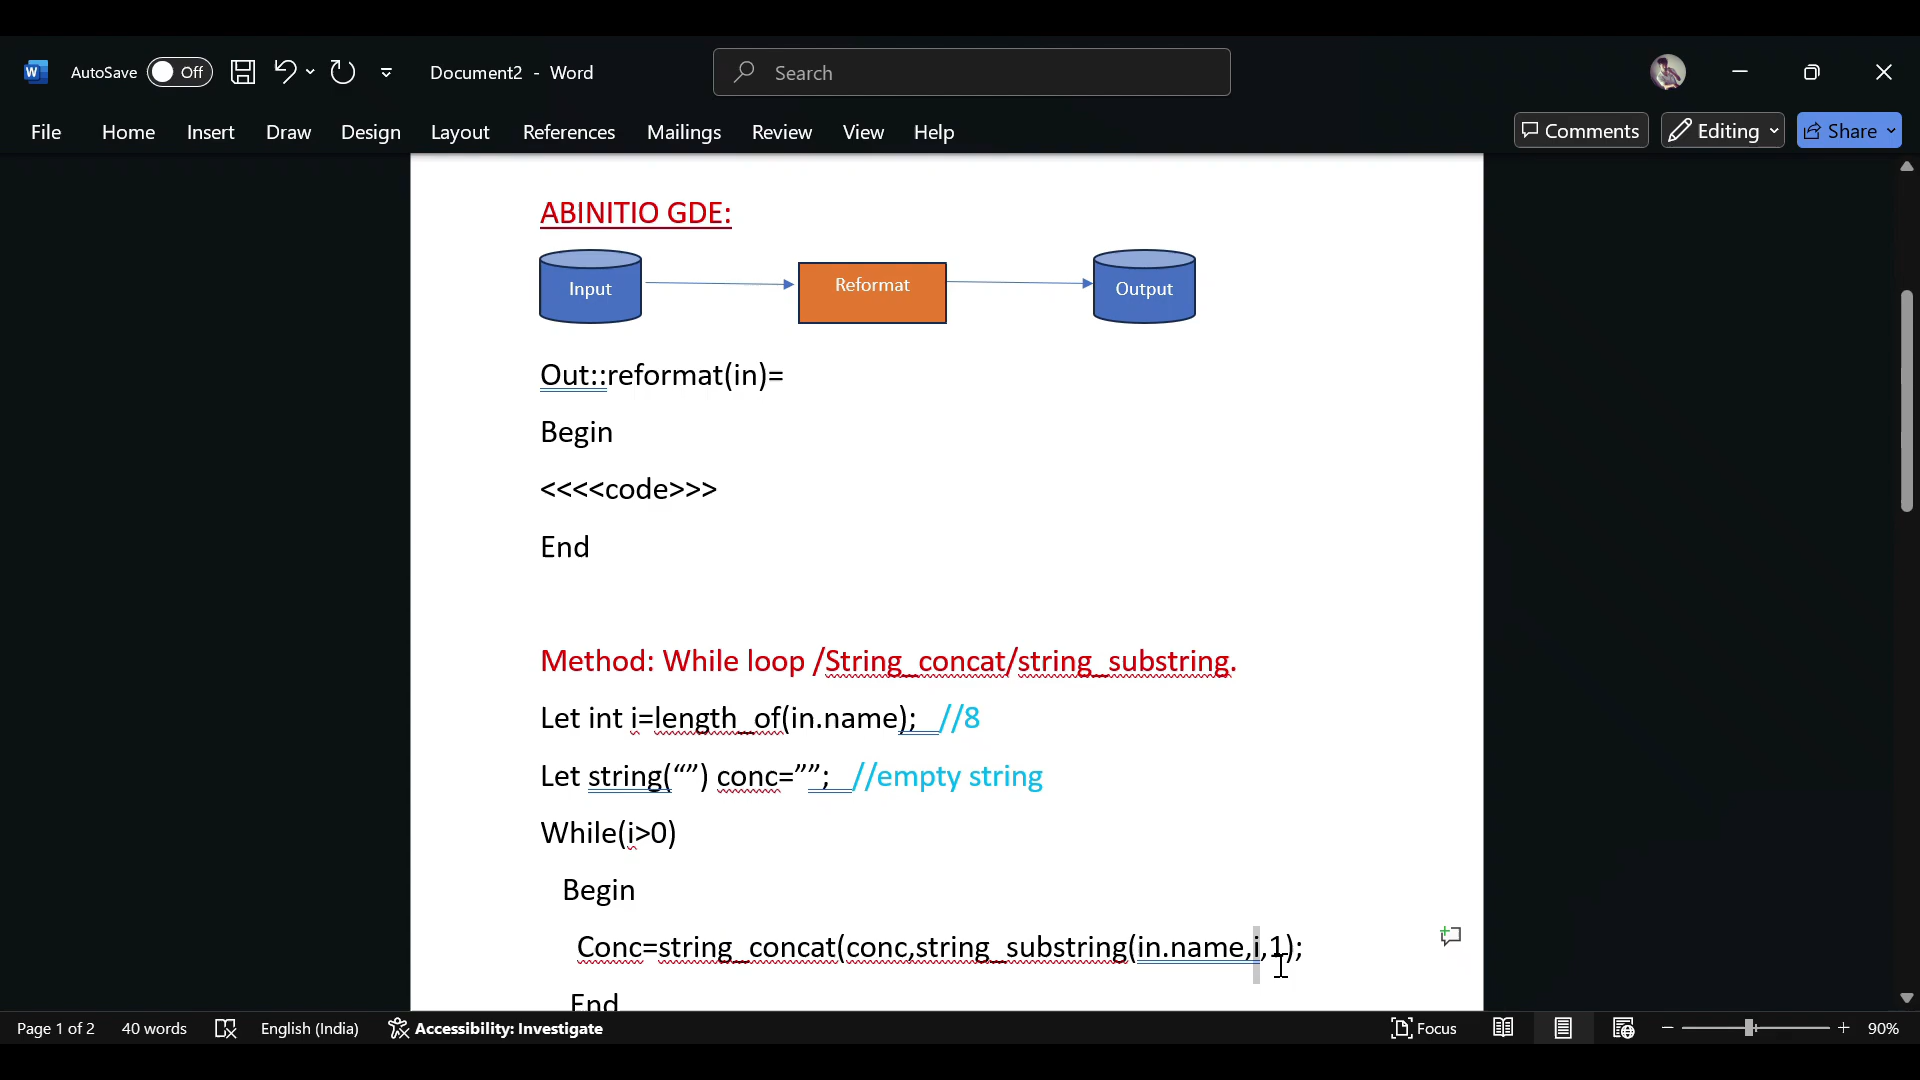 AutoSave Off Document2 - Word Search
File Home Insert Draw Design Layout References Mailings Review View Help Comments Editing Share
ABINITIO GDE:
Input Reformat Output
Out::reformat(in)=
Begin
<<<<code>>>
End
Method: While loop /String_concat/string_substring.
Let int i=length_of(in.name); //8
Let string(“”) conc=””; //empty string
While(i>0)
Begin
Conc=string_concat(conc,string_substring(in.name,i,1);
End
Page 1 of 2 40 words English (India) Accessibility: Investigate Focus 90%